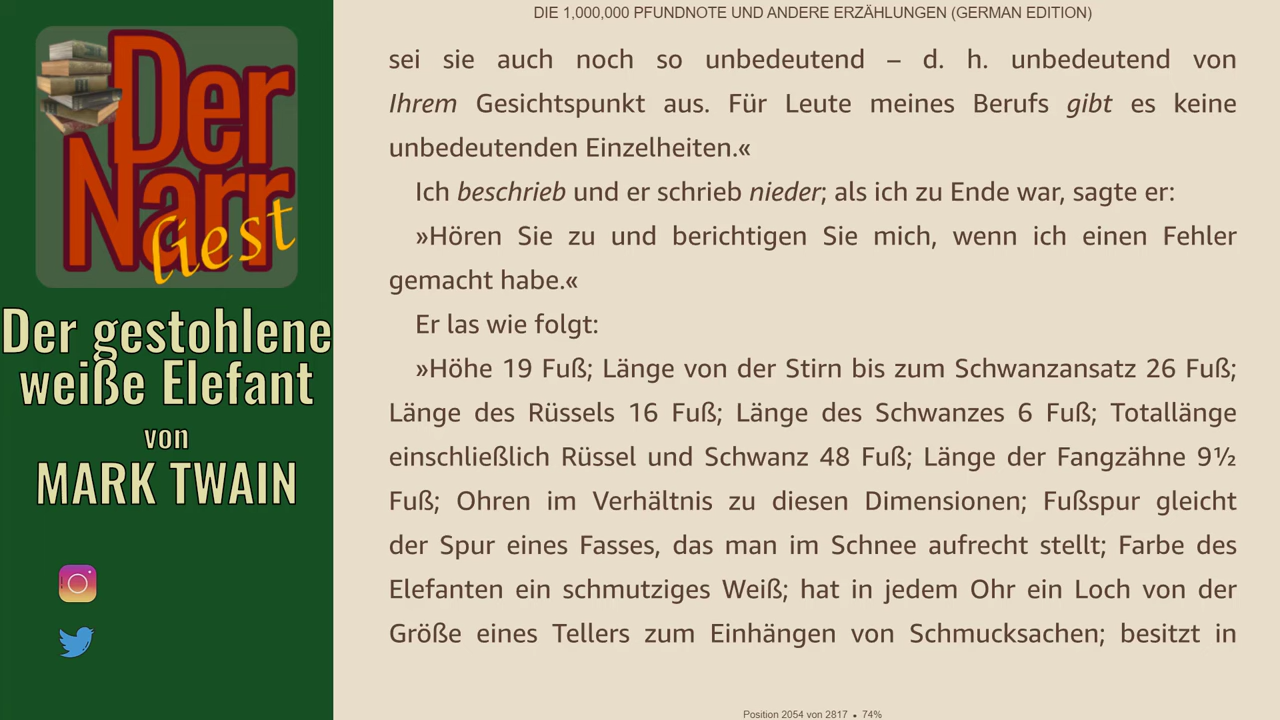 Der
Narr
liest
Der gestohlene
weiße Elefant
von
MARK TWAIN
DIE 1,000,000 PFUNDNOTE UND ANDERE ERZÄHLUNGEN (GERMAN EDITION)
sei sie auch noch so unbedeutend – d. h. unbedeutend von
Ihrem Gesichtspunkt aus. Für Leute meines Berufs gibt es keine
unbedeutenden Einzelheiten.«
Ich beschrieb und er schrieb nieder; als ich zu Ende war, sagte er:
»Hören Sie zu und berichtigen Sie mich, wenn ich einen Fehler
gemacht habe.«
Er las wie folgt:
»Höhe 19 Fuß; Länge von der Stirn bis zum Schwanzansatz 26 Fuß;
Länge des Rüssels 16 Fuß; Länge des Schwanzes 6 Fuß; Totallänge
einschließlich Rüssel und Schwanz 48 Fuß; Länge der Fangzähne 9½
Fuß; Ohren im Verhältnis zu diesen Dimensionen; Fußspur gleicht
der Spur eines Fasses, das man im Schnee aufrecht stellt; Farbe des
Elefanten ein schmutziges Weiß; hat in jedem Ohr ein Loch von der
Größe eines Tellers zum Einhängen von Schmucksachen; besitzt in
Position 2054 von 2817 • 74%